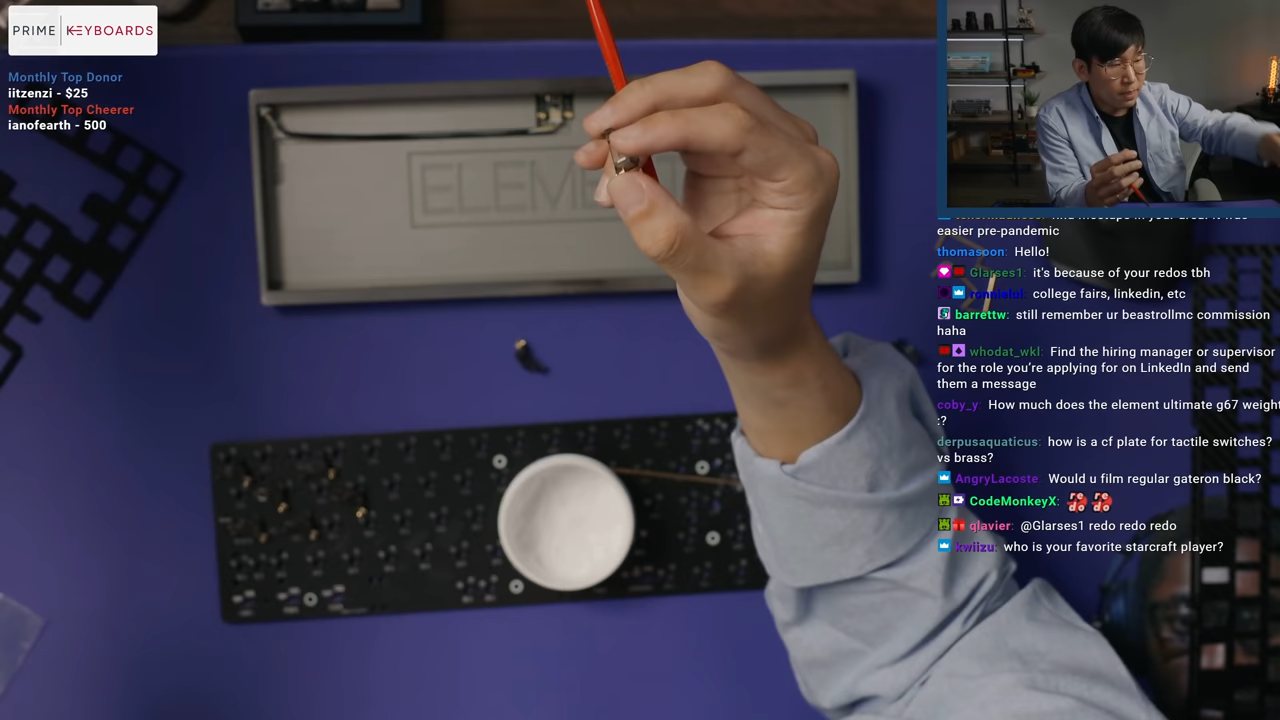 PRIME | KEYBOARDS
Monthly Top Donor
iitzenzi - $25
Monthly Top Cheerer
ianofearth - 500
ELEME
easier pre-pandemic
thomasoon: Hello!
Glarses1: it's because of your redos tbh
ronnielul: college fairs, linkedin, etc
barrettw: still remember ur beastrollmc commission
haha
whodat_wkl: Find the hiring manager or supervisor
for the role you're applying for on LinkedIn and send
them a message
coby_y: How much does the element ultimate g67 weight
:?
derpusaquaticus: how is a cf plate for tactile switches?
vs brass?
AngryLacoste: Would u film regular gateron black?
CodeMonkeyX:
qlavier: @Glarses1 redo redo redo
kwiizu: who is your favorite starcraft player?